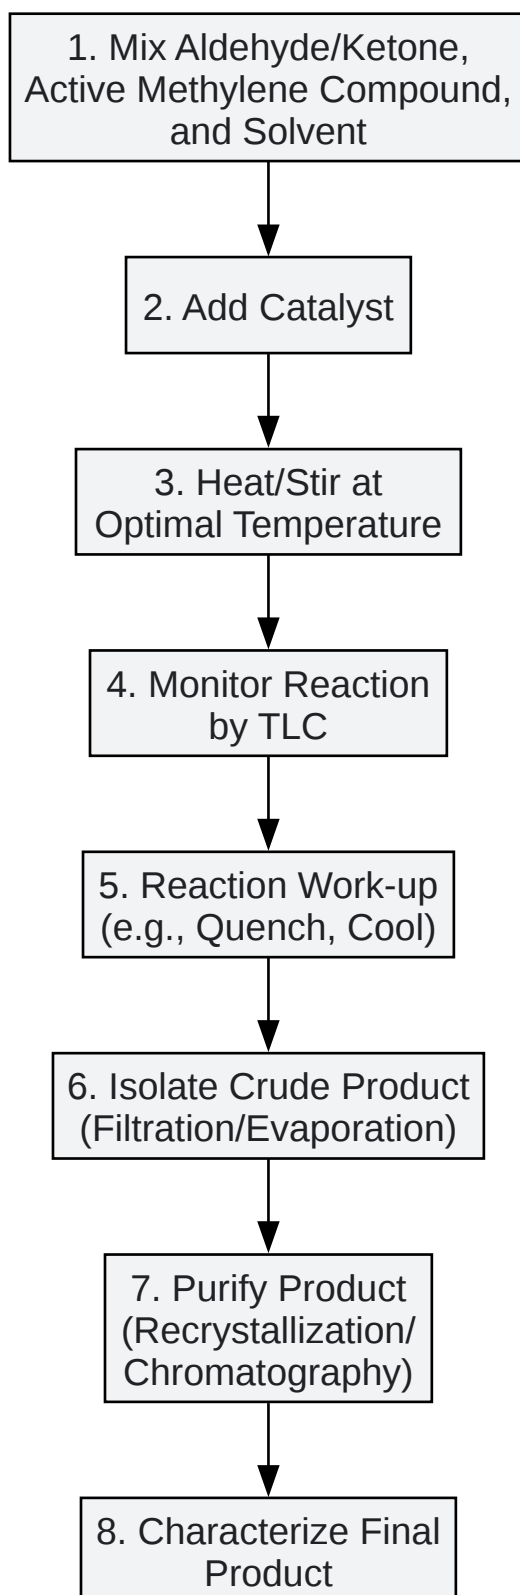 1. Mix Aldehyde/Ketone,
Active Methylene Compound,
and Solvent
2. Add Catalyst
3. Heat/Stir at
Optimal Temperature
4. Monitor Reaction
by TLC
5. Reaction Work-up
(e.g., Quench, Cool)
6. Isolate Crude Product
(Filtration/Evaporation)
7. Purify Product
(Recrystallization/
Chromatography)
8. Characterize Final
Product